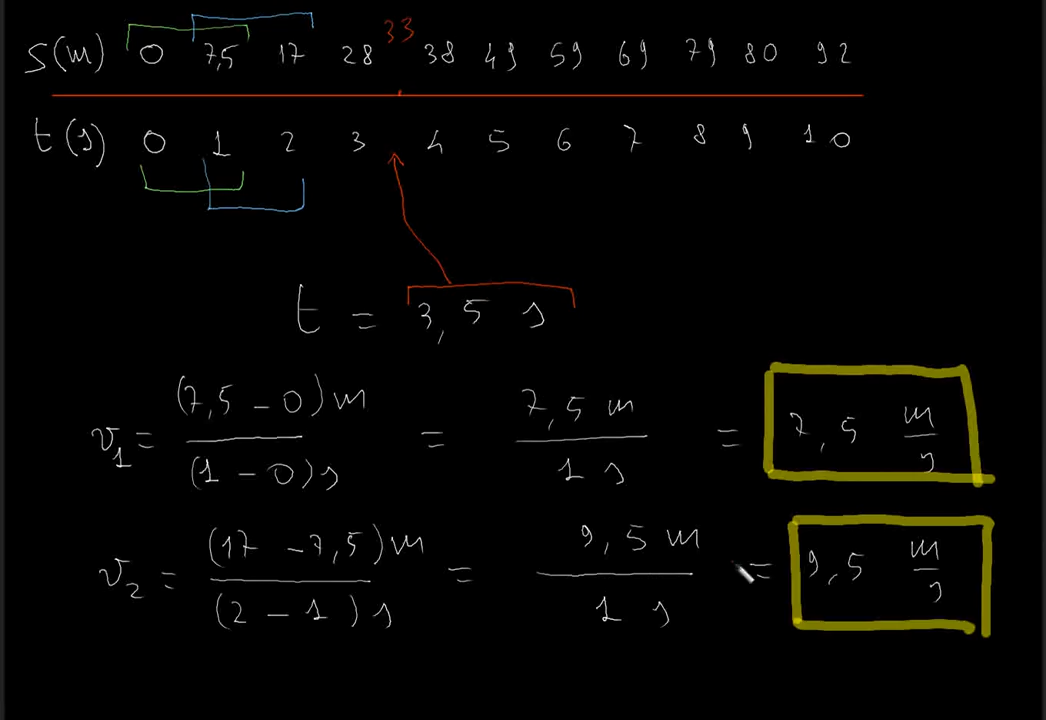 s(m) 0 7,5 17 28 33 38 49 59 69 79 80 92
t(s) 0 1 2 3 4 5 6 7 8 9 10
t = 3,5 s
v₁ = (7,5 - 0) m / (1 - 0) s = 7,5 m / 1 s = 7,5 m/s
v₂ = (17 - 7,5) m / (2 - 1) s = 9,5 m / 1 s = 9,5 m/s